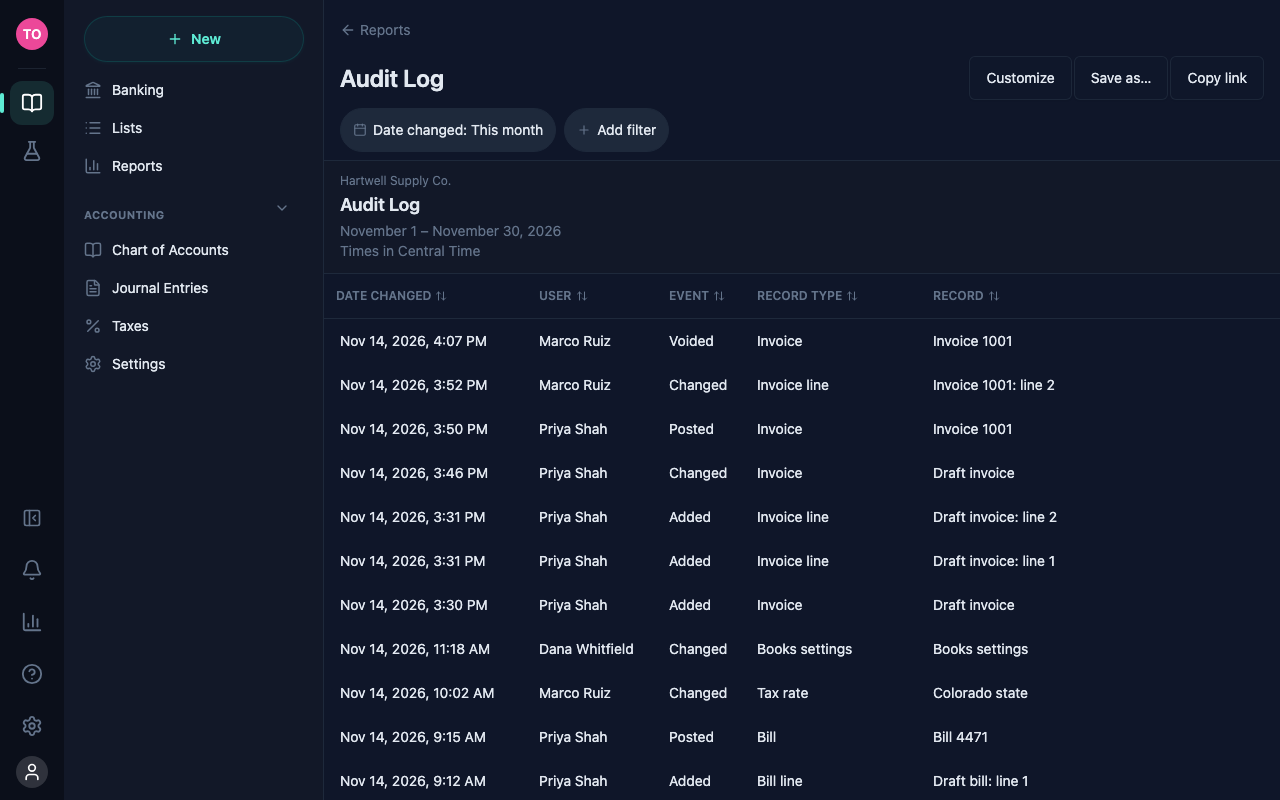 TO
New
Banking
Lists
Reports
ACCOUNTING
Chart of Accounts
Journal Entries
Taxes
Settings
Reports
Audit Log
Customize
Save as...
Copy link
Date changed: This month
Add filter
Hartwell Supply Co.
Audit Log
November 1 – November 30, 2026
Times in Central Time
DATE CHANGED USER EVENT RECORD TYPE RECORD
Nov 14, 2026, 4:07 PM Marco Ruiz Voided Invoice Invoice 1001
Nov 14, 2026, 3:52 PM Marco Ruiz Changed Invoice line Invoice 1001: line 2
Nov 14, 2026, 3:50 PM Priya Shah Posted Invoice Invoice 1001
Nov 14, 2026, 3:46 PM Priya Shah Changed Invoice Draft invoice
Nov 14, 2026, 3:31 PM Priya Shah Added Invoice line Draft invoice: line 2
Nov 14, 2026, 3:31 PM Priya Shah Added Invoice line Draft invoice: line 1
Nov 14, 2026, 3:30 PM Priya Shah Added Invoice Draft invoice
Nov 14, 2026, 11:18 AM Dana Whitfield Changed Books settings Books settings
Nov 14, 2026, 10:02 AM Marco Ruiz Changed Tax rate Colorado state
Nov 14, 2026, 9:15 AM Priya Shah Posted Bill Bill 4471
Nov 14, 2026, 9:12 AM Priya Shah Added Bill line Draft bill: line 1